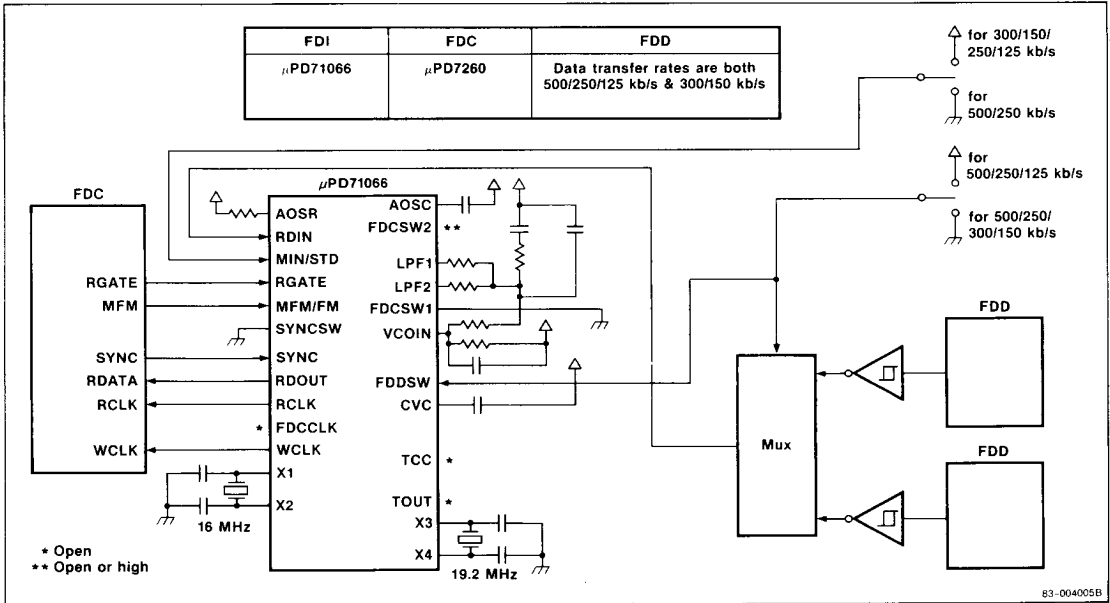 FDI
FDC
FDD
μPD71066
μPD7260
Data transfer rates are both
500/250/125 kb/s & 300/150 kb/s
for 300/150/
250/125 kb/s
for
500/250 kb/s
for
500/250/125 kb/s
for 500/250/
300/150 kb/s
FDC
RGATE
MFM
SYNC
RDATA
RCLK
WCLK
μPD71066
AOSR
RDIN
MIN/STD
RGATE
MFM/FM
SYNCSW
SYNC
RDOUT
RCLK
* FDCCLK
WCLK
X1
X2
16 MHz
AOSC
FDCSW2 **
LPF1
LPF2
FDCSW1
VCOIN
FDDSW
CVC
TCC *
TOUT *
X3
X4
19.2 MHz
Mux
FDD
FDD
* Open
** Open or high
83-004005B